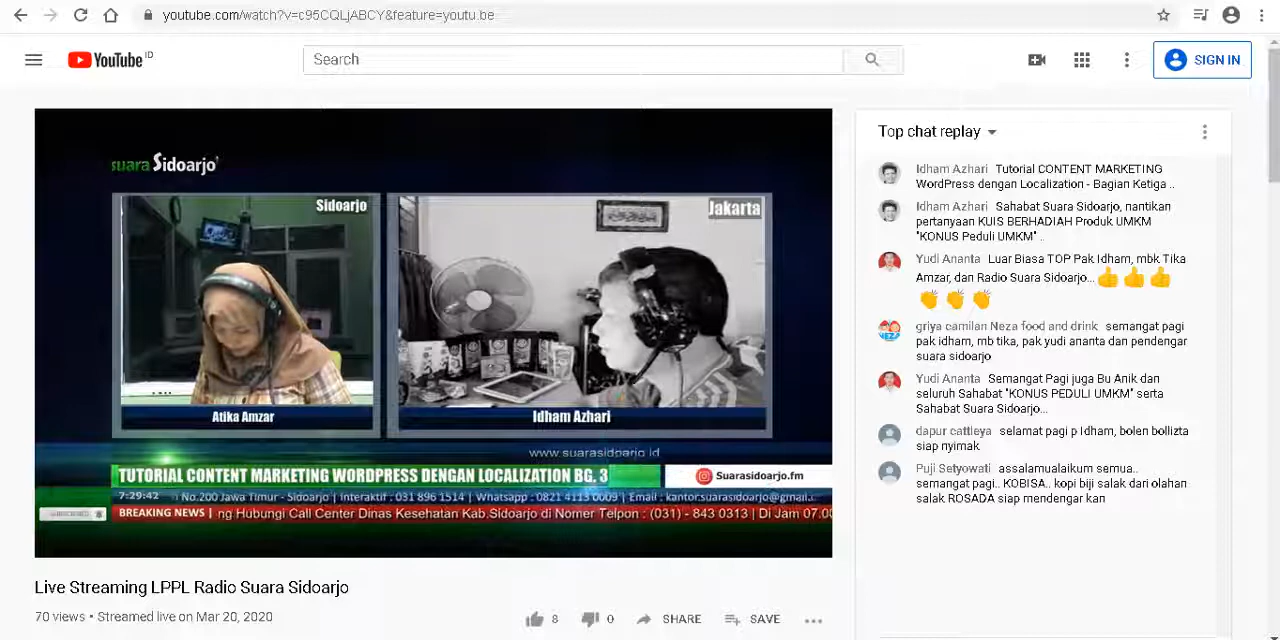 youtube.com/watch?v=c95CQLjABCY&feature=youtu.be
YouTube ID
Search
SIGN IN
suara Sidoarjo
Sidoarjo
Jakarta
Atika Amzar
Idham Azhari
www.suarasidoarjo.id
TUTORIAL CONTENT MARKETING WORDPRESS DENGAN LOCALIZATION BG. 3
Suarasidoarjo.fm
7:29:42 No.200 Jawa Timur - Sidoarjo | Interaktif : 031 896 1514 | Whatsapp : 0821 4113 0009 | Email : kantor.suarasidoarjo@gmail.c
BREAKING NEWS | ng Hubungi Call Center Dinas Kesehatan Kab.Sidoarjo di Nomer Telpon : (031) - 843 0313 | Di Jam 07.00
Live Streaming LPPL Radio Suara Sidoarjo
70 views • Streamed live on Mar 20, 2020
8
0
SHARE
SAVE
Top chat replay
Idham Azhari Tutorial CONTENT MARKETING
WordPress dengan Localization - Bagian Ketiga ..
Idham Azhari Sahabat Suara Sidoarjo, nantikan
pertanyaan KUIS BERHADIAH Produk UMKM
"KONUS Peduli UMKM" ..
Yudi Ananta Luar Biasa TOP Pak Idham, mbk Tika
Amzar, dan Radio Suara Sidoarjo...
griya camilan Neza food and drink semangat pagi
pak idham, mb tika, pak yudi ananta dan pendengar
suara sidoarjo
Yudi Ananta Semangat Pagi juga Bu Anik dan
seluruh Sahabat "KONUS PEDULI UMKM" serta
Sahabat Suara Sidoarjo...
dapur cattleya selamat pagi p Idham, bolen bollizta
siap nyimak
Puji Setyowati assalamualaikum semua..
semangat pagi.. KOBISA.. kopi biji salak dari olahan
salak ROSADA siap mendengar kan